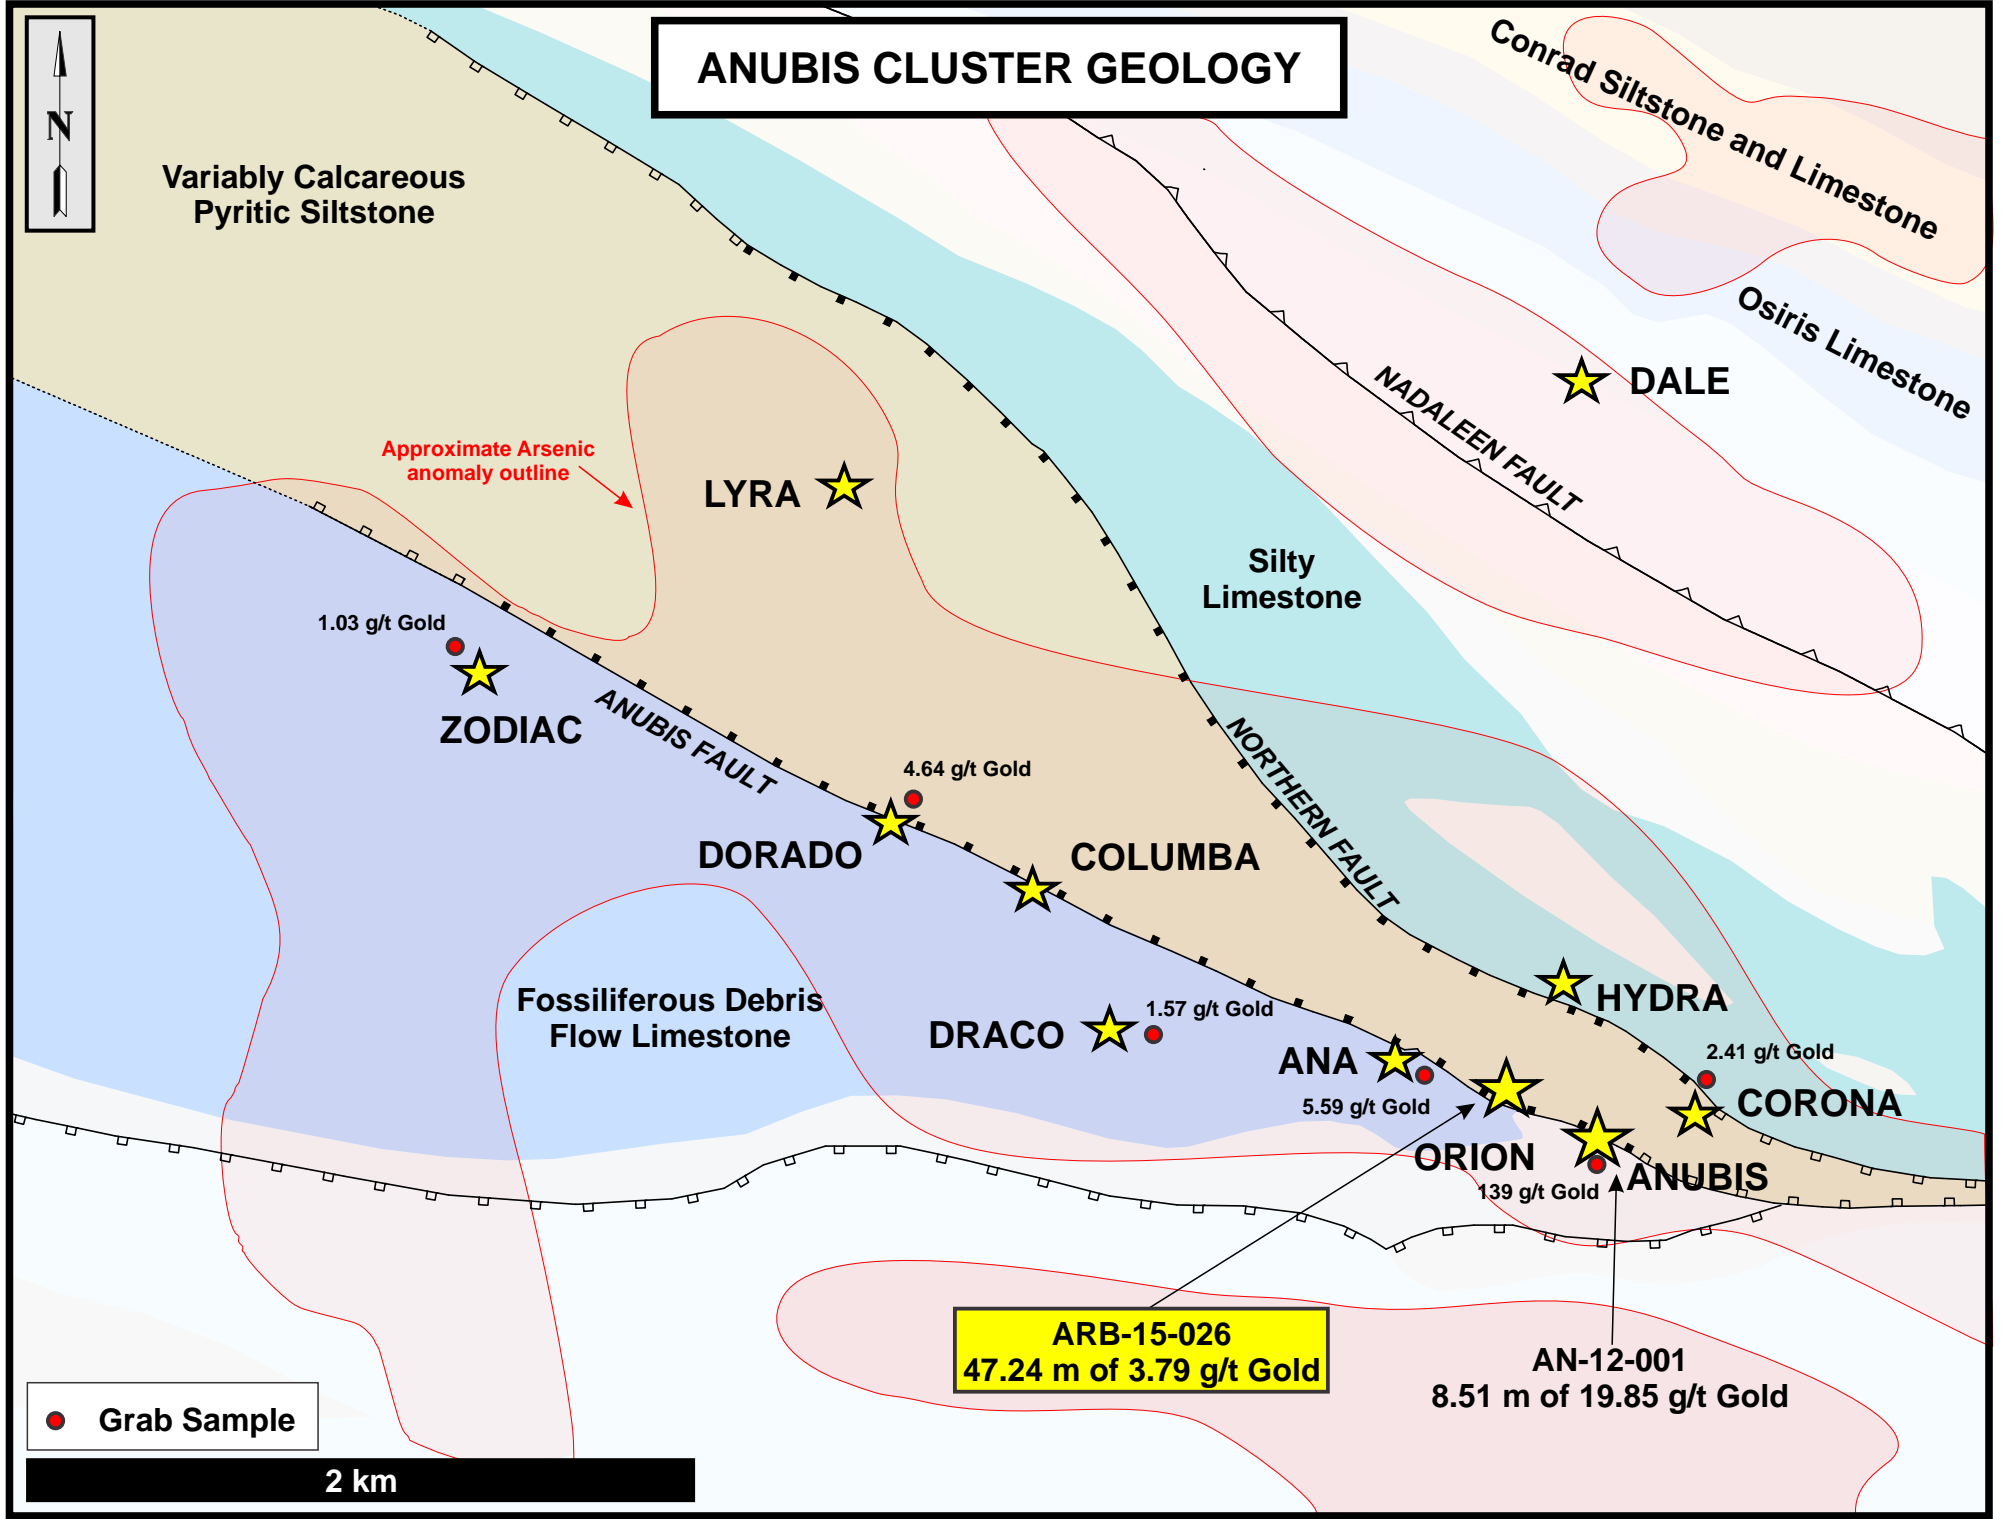 ANUBIS CLUSTER GEOLOGY
N
Conrad Siltstone and Limestone
Variably Calcareous
Pyritic Siltstone
Osiris Limestone
DALE
NADALEEN FAULT
Approximate Arsenic
anomaly outline
LYRA
Silty
Limestone
1.03 g/t Gold
ZODIAC
ANUBIS FAULT
NORTHERN FAULT
4.64 g/t Gold
DORADO
COLUMBA
Fossiliferous Debris
Flow Limestone
DRACO
1.57 g/t Gold
HYDRA
ANA
5.59 g/t Gold
2.41 g/t Gold
CORONA
ORION
ANUBIS
139 g/t Gold
ARB-15-026
47.24 m of 3.79 g/t Gold
AN-12-001
8.51 m of 19.85 g/t Gold
Grab Sample
2 km